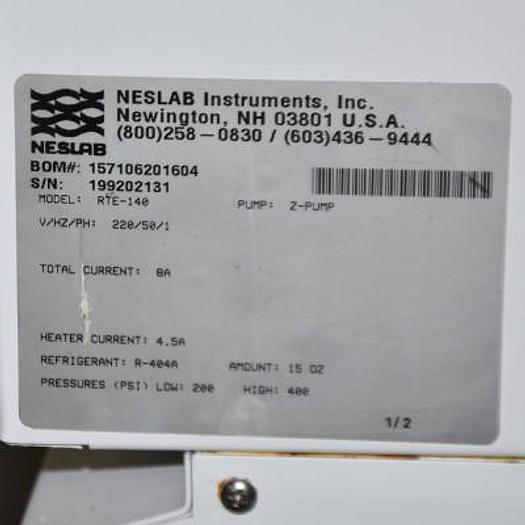 NESLAB Instruments, Inc.
Newington, NH 03801 U.S.A.
(800)258-0830 / (603)436-9444
NESLAB
BOM#: 157106201604
S/N: 199202131
MODEL: RTE-140 PUMP: Z-PUMP
V/HZ/PH: 220/50/1
TOTAL CURRENT: 8A
HEATER CURRENT: 4.5A
REFRIGERANT: R-404A AMOUNT: 15 OZ
PRESSURES (PSI) LOW: 200 HIGH: 400
1/2